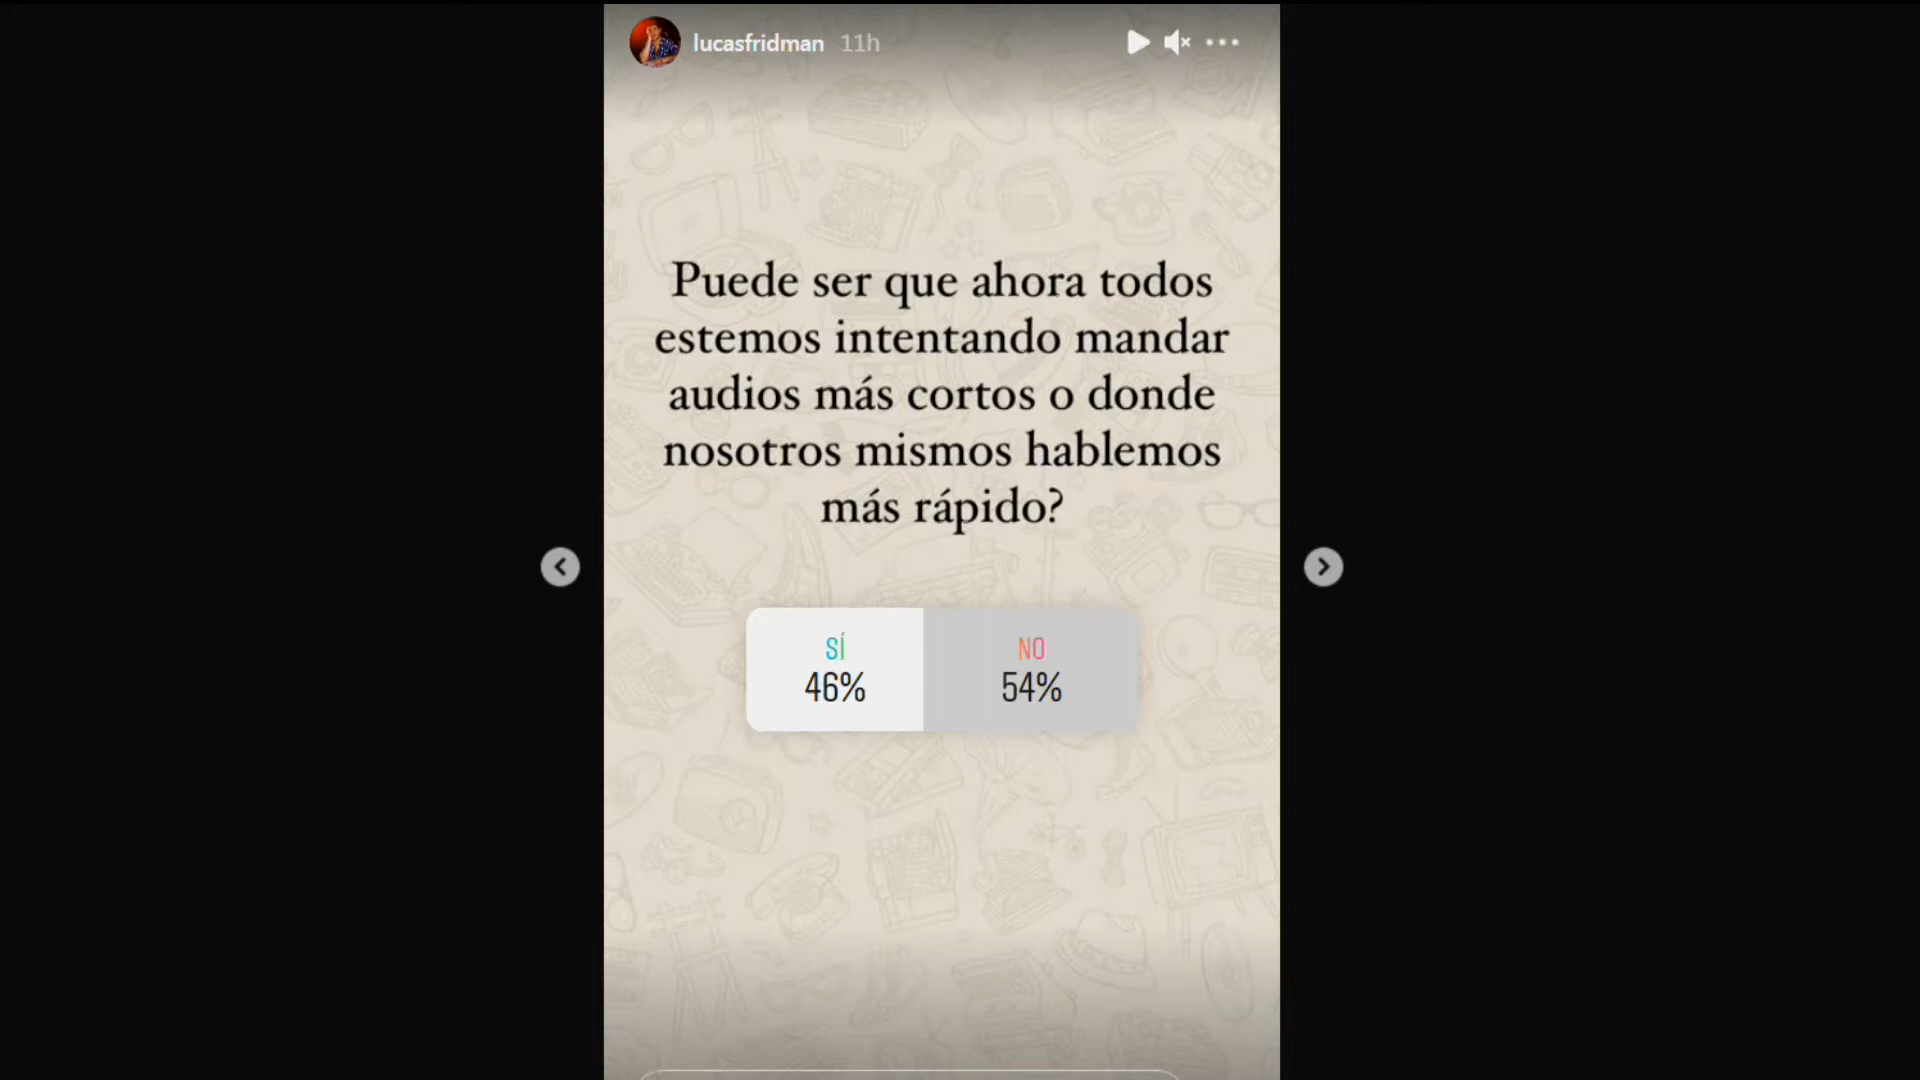 lucasfridman 11h
Puede ser que ahora todos
estemos intentando mandar
audios más cortos o donde
nosotros mismos hablemos
más rápido?
SÍ NO
46% 54%